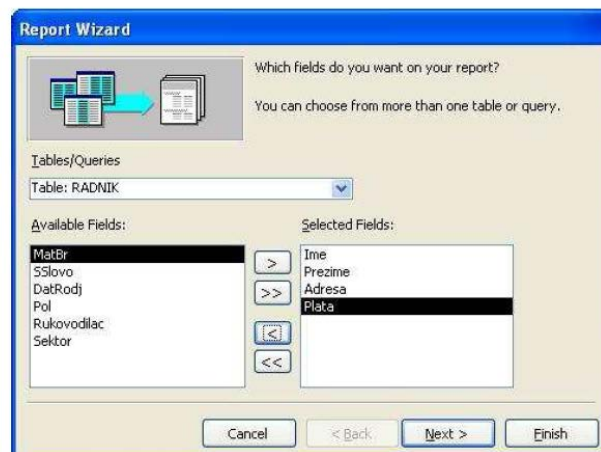 Report Wizard
Which fields do you want on your report?
You can choose from more than one table or query.
Tables/Queries
Table: RADNIK
Available Fields:
Selected Fields:
MatBr
SSlovo
DatRodj
Pol
Rukovodilac
Sektor
>
>>
<
<<
Ime
Prezime
Adresa
Plata
Cancel
< Back
Next >
Finish